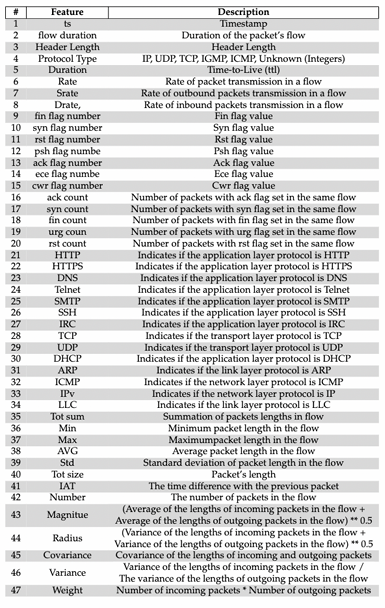 # Feature Description
1 ts Timestamp
2 flow duration Duration of the packet's flow
3 Header Length Header Length
4 Protocol Type IP, UDP, TCP, IGMP, ICMP, Unknown (Integers)
5 Duration Time-to-Live (ttl)
6 Rate Rate of packet transmission in a flow
7 Srate Rate of outbound packets transmission in a flow
8 Drate, Rate of inbound packets transmission in a flow
9 fin flag number Fin flag value
10 syn flag number Syn flag value
11 rst flag number Rst flag value
12 psh flag numbe Psh flag value
13 ack flag number Ack flag value
14 ece flag numbe Ece flag value
15 cwr flag number Cwr flag value
16 ack count Number of packets with ack flag set in the same flow
17 syn count Number of packets with syn flag set in the same flow
18 fin count Number of packets with fin flag set in the same flow
19 urg coun Number of packets with urg flag set in the same flow
20 rst count Number of packets with rst flag set in the same flow
21 HTTP Indicates if the application layer protocol is HTTP
22 HTTPS Indicates if the application layer protocol is HTTPS
23 DNS Indicates if the application layer protocol is DNS
24 Telnet Indicates if the application layer protocol is Telnet
25 SMTP Indicates if the application layer protocol is SMTP
26 SSH Indicates if the application layer protocol is SSH
27 IRC Indicates if the application layer protocol is IRC
28 TCP Indicates if the transport layer protocol is TCP
29 UDP Indicates if the transport layer protocol is UDP
30 DHCP Indicates if the application layer protocol is DHCP
31 ARP Indicates if the link layer protocol is ARP
32 ICMP Indicates if the network layer protocol is ICMP
33 IPv Indicates if the network layer protocol is IP
34 LLC Indicates if the link layer protocol is LLC
35 Tot sum Summation of packets lengths in flow
36 Min Minimum packet length in the flow
37 Max Maximumpacket length in the flow
38 AVG Average packet length in the flow
39 Std Standard deviation of packet length in the flow
40 Tot size Packet's length
41 IAT The time difference with the previous packet
42 Number The number of packets in the flow
43 Magnitue (Average of the lengths of incoming packets in the flow +
Average of the lengths of outgoing packets in the flow) ** 0.5
44 Radius (Variance of the lengths of incoming packets in the flow +
Variance of the lengths of outgoing packets in the flow) ** 0.5
45 Covariance Covariance of the lengths of incoming and outgoing packets
46 Variance Variance of the lengths of incoming packets in the flow /
The variance of the lengths of outgoing packets in the flow
47 Weight Number of incoming packets * Number of outgoing packets